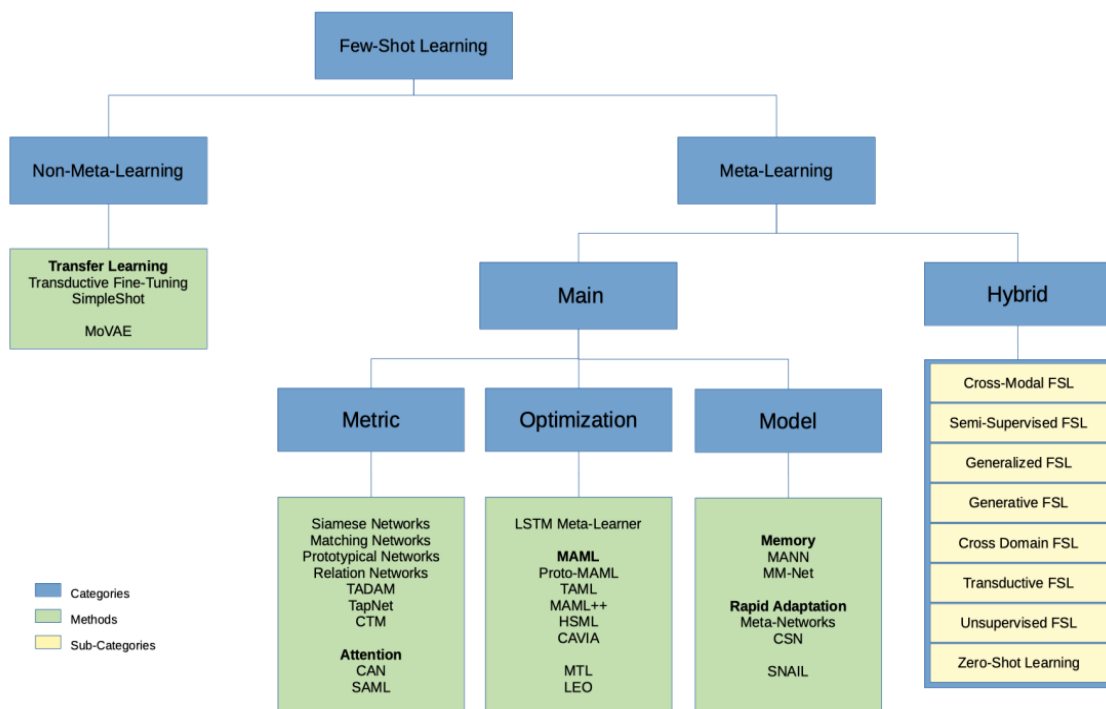 Few-Shot Learning
Non-Meta-Learning
Meta-Learning
Transfer Learning
Transductive Fine-Tuning
SimpleShot
MoVAE
Main
Hybrid
Metric
Optimization
Model
Siamese Networks
Matching Networks
Prototypical Networks
Relation Networks
TADAM
TapNet
CTM
Attention
CAN
SAML
LSTM Meta-Learner
MAML
Proto-MAML
TAML
MAML++
HSML
CAVIA
MTL
LEO
Memory
MANN
MM-Net
Rapid Adaptation
Meta-Networks
CSN
SNAIL
Cross-Modal FSL
Semi-Supervised FSL
Generalized FSL
Generative FSL
Cross Domain FSL
Transductive FSL
Unsupervised FSL
Zero-Shot Learning
Categories
Methods
Sub-Categories